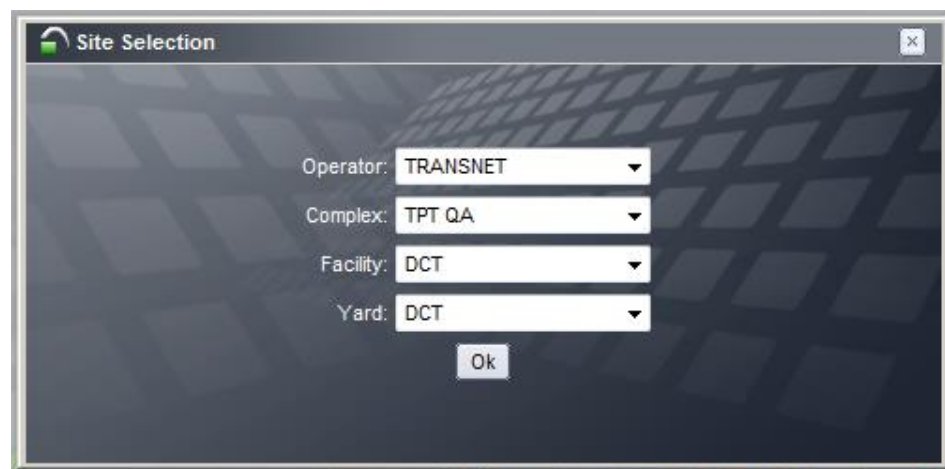 Site Selection
Operator: TRANSNET
Complex: TPT QA
Facility: DCT
Yard: DCT
Ok